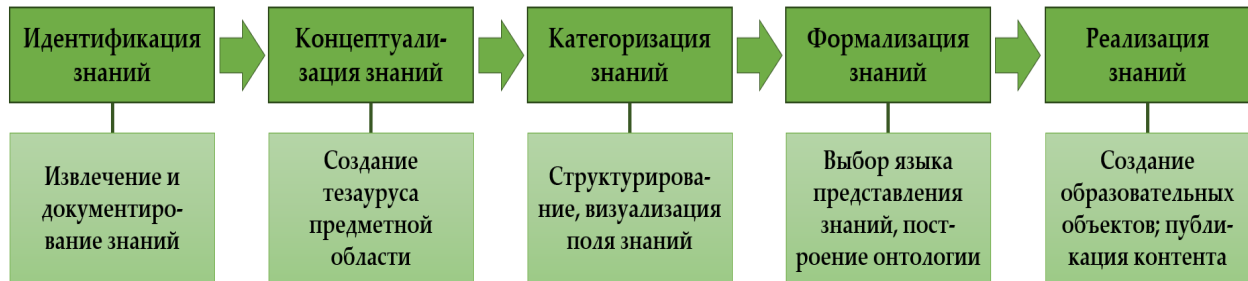 Идентификация
знаний
Концептуали-
зация знаний
Категоризация
знаний
Формализация
знаний
Реализация
знаний
Извлечение и
документиро-
вание знаний
Создание
тезауруса
предметной
области
Структурирова-
ние, визуализация
поля знаний
Выбор языка
представления
знаний, пост-
роение онтологии
Создание
образовательных
объектов; публи-
кация контента